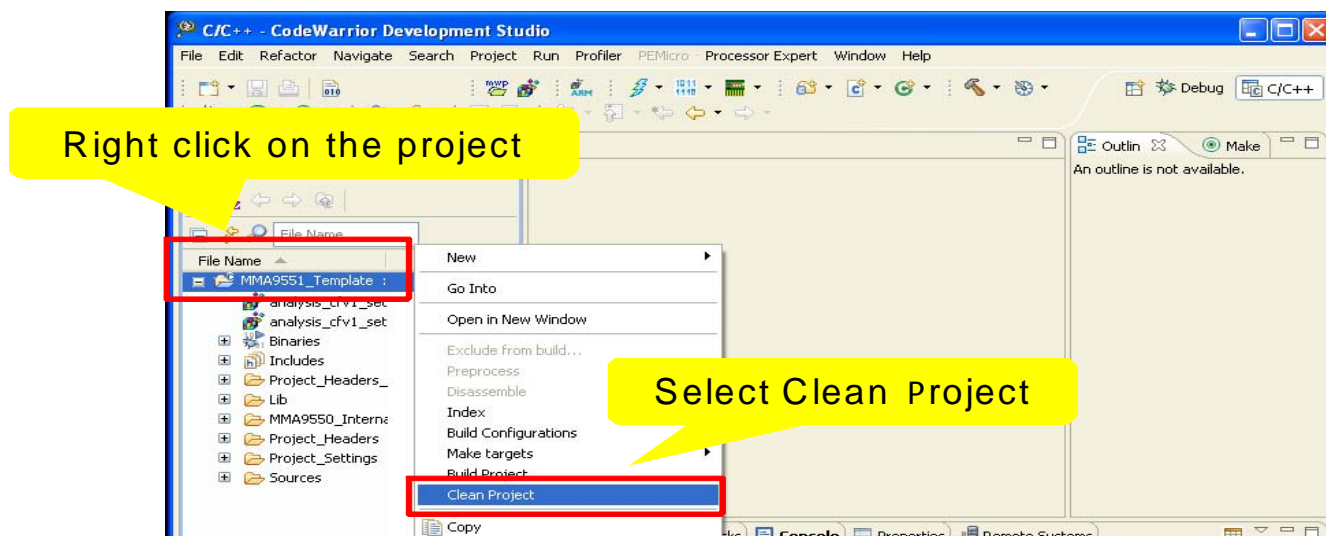 C/C++ - CodeWarrior Development Studio
File Edit Refactor Navigate Search Project Run Profiler PEMicro Processor Expert Window Help
Debug C/C++
Right click on the project
Outlin Make
An outline is not available.
File Name
File Name
MMA9551_Template :
analysis_cfv1_set
analysis_cfv1_set
Binaries
Includes
Project_Headers_
Lib
MMA9550_Interna
Project_Headers
Project_Settings
Sources
New
Go Into
Open in New Window
Exclude from build...
Preprocess
Disassemble
Index
Build Configurations
Make targets
Build Project
Clean Project
Copy
Select Clean Project
Console Properties Remote Systems